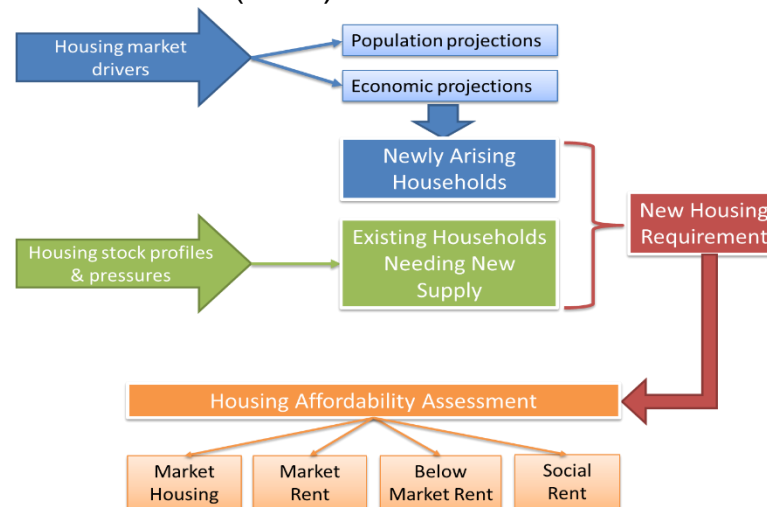 Housing market
drivers
Population projections
Economic projections
Newly Arising
Households
Housing stock profiles
& pressures
Existing Households
Needing New
Supply
New Housing
Requirement
Housing Affordability Assessment
Market
Housing
Market
Rent
Below
Market Rent
Social
Rent